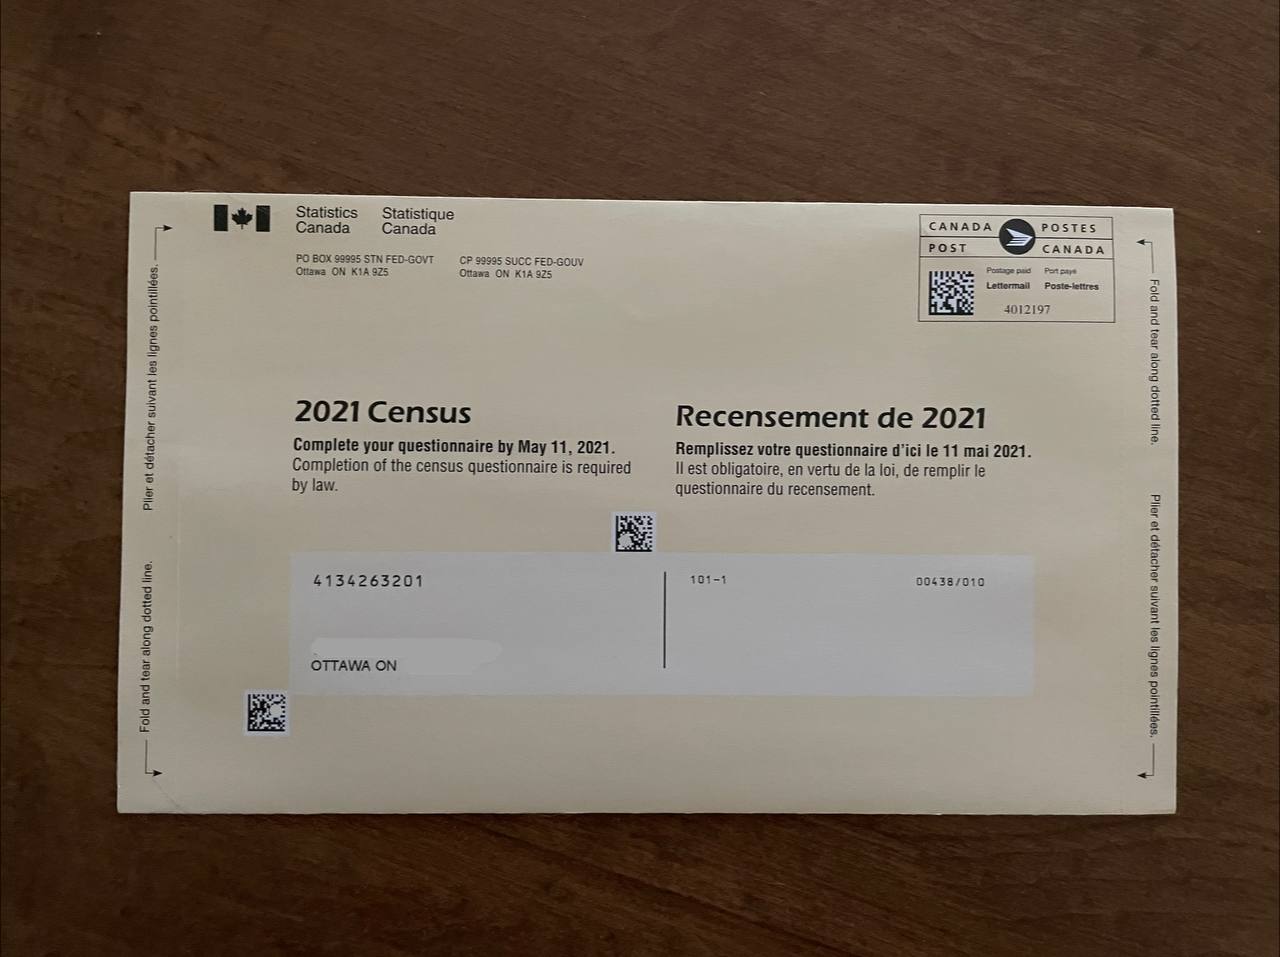 Statistics Canada
Statistique Canada
PO BOX 99995 STN FED-GOVT
Ottawa ON K1A 9Z5
CP 99995 SUCC FED-GOUV
Ottawa ON K1A 9Z5
CANADA POST
POSTES CANADA
Postage paid
Port payé
Lettermail
Poste-lettres
4012197
2021 Census
Complete your questionnaire by May 11, 2021.
Completion of the census questionnaire is required
by law.
Recensement de 2021
Remplissez votre questionnaire d'ici le 11 mai 2021.
Il est obligatoire, en vertu de la loi, de remplir le
questionnaire du recensement.
4134263201
OTTAWA ON
101-1
00438/010
Plier et détacher suivant les lignes pointillées.
Fold and tear along dotted line.
Fold and tear along dotted line.
Plier et détacher suivant les lignes pointillées.